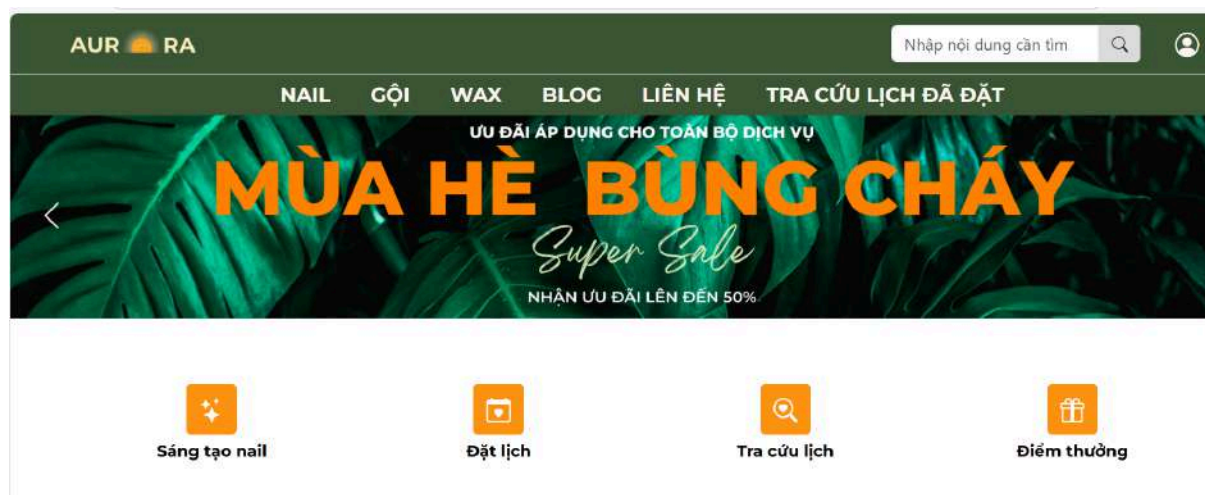 AUR RA
Nhập nội dung cần tìm
NAIL GỘI WAX BLOG LIÊN HỆ TRA CỨU LỊCH ĐÃ ĐẶT
ƯU ĐÃI ÁP DỤNG CHO TOÀN BỘ DỊCH VỤ
MÙA HÈ BÙNG CHÁY
Super Sale
NHẬN ƯU ĐÃI LÊN ĐẾN 50%
Sáng tạo nail Đặt lịch Tra cứu lịch Điểm thưởng